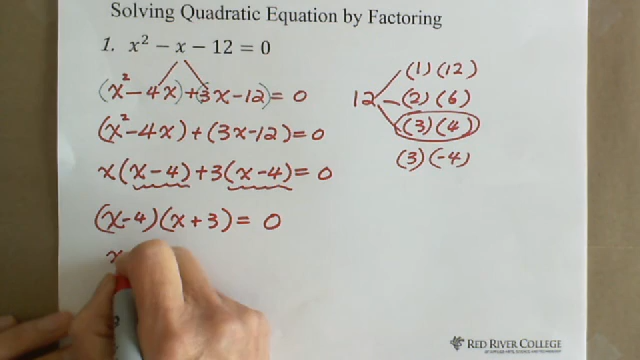 Solving Quadratic Equation by Factoring
1. x² − x − 12 = 0
(x² − 4x) + (3x − 12) = 0
(x² − 4x) + (3x − 12) = 0
x(x − 4) + 3(x − 4) = 0
(x − 4)(x + 3) = 0
x
12
(1)(12)
(2)(6)
(3)(4)
(3)(−4)
RED RIVER COLLEGE